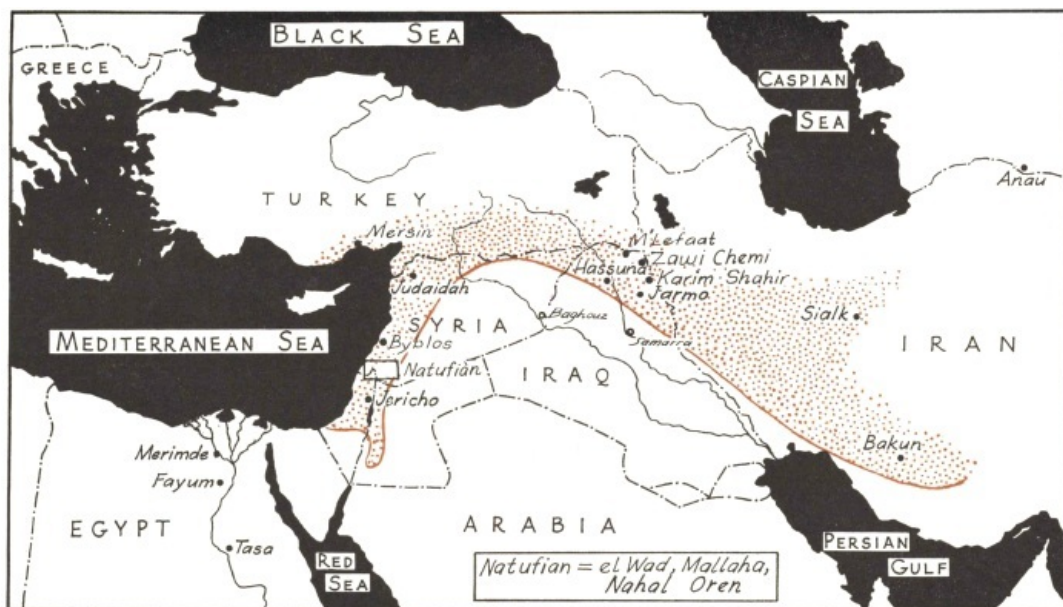 BLACK SEA
GREECE
CASPIAN
SEA
Anau
TURKEY
Mersin
M'Lefaat
Zawi Chemi
Hassuna
Karim Shahir
Judaidah
Jarmo
SYRIA
Baghouz
Sialk
Samarra
MEDITERRANEAN SEA
Byblos
IRAN
Natufian
IRAQ
Jericho
Merimde
Bakun
Fayum
EGYPT
ARABIA
Tasa
PERSIAN
GULF
RED
SEA
Natufian = el Wad, Mallaha,
Nahal Oren